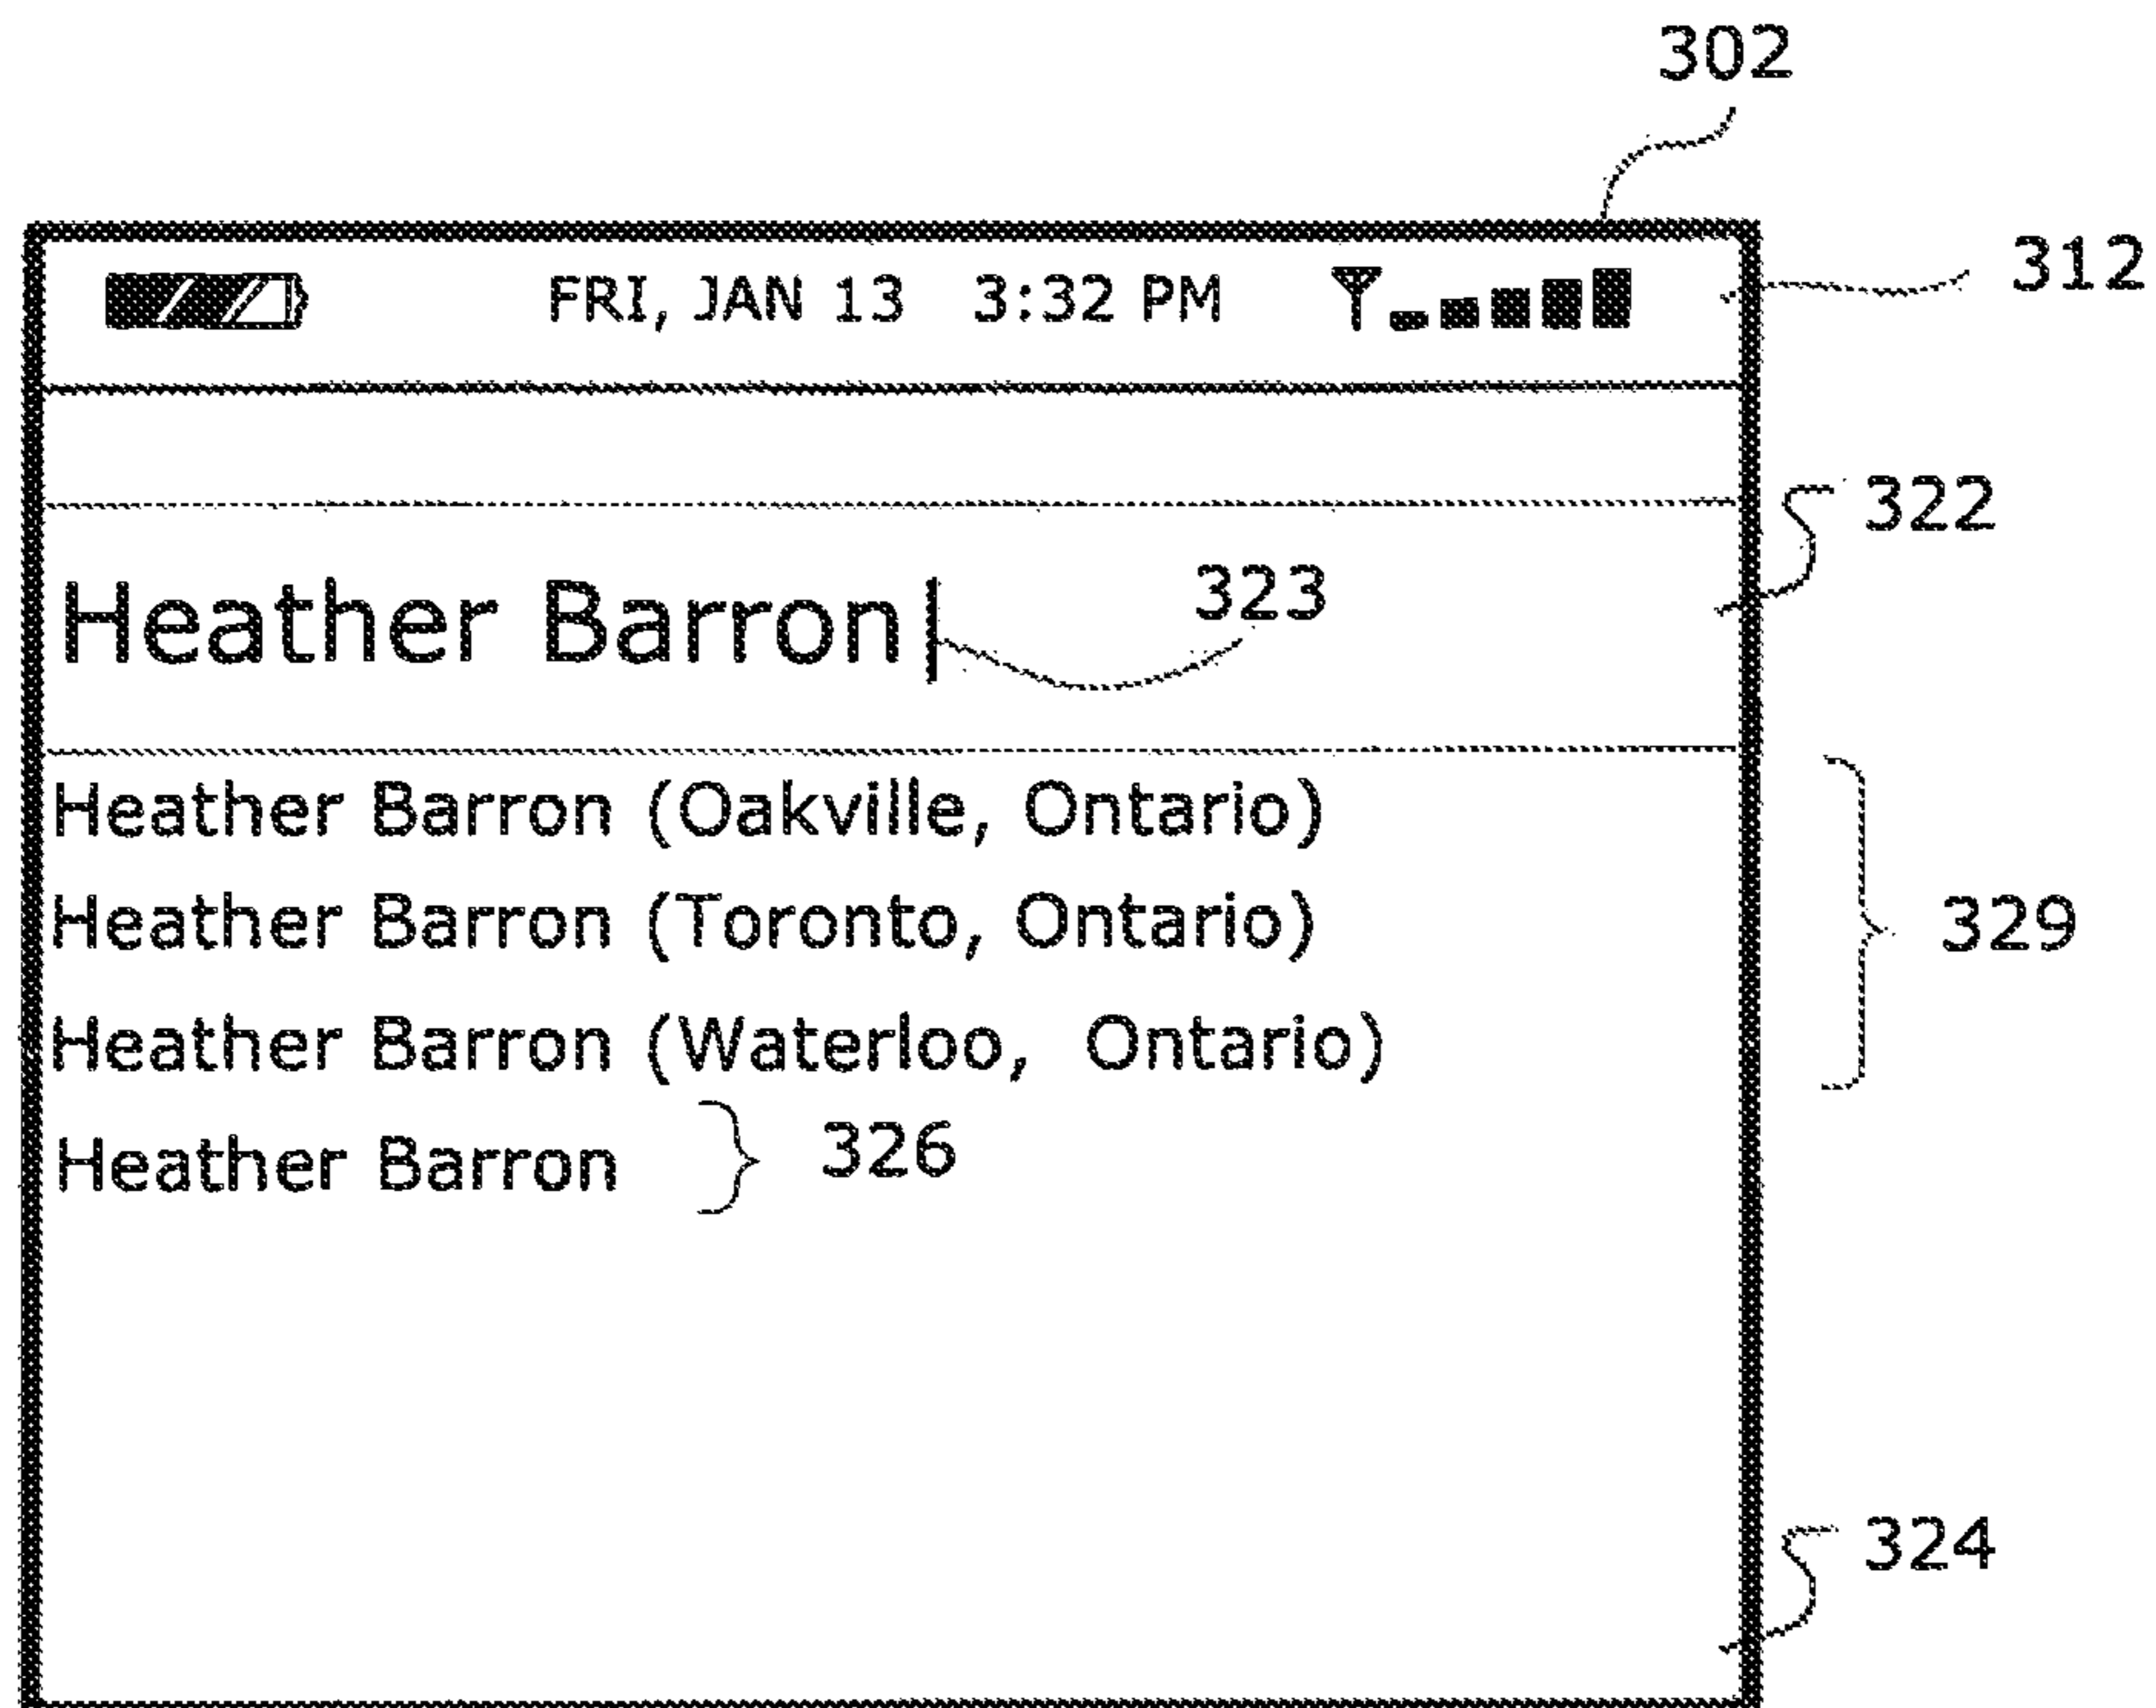 302
FRI, JAN 13 3:32 PM 312
322
Heather Barron 323
Heather Barron (Oakville, Ontario)
Heather Barron (Toronto, Ontario)
329
Heather Barron (Waterloo, Ontario)
Heather Barron 326
324